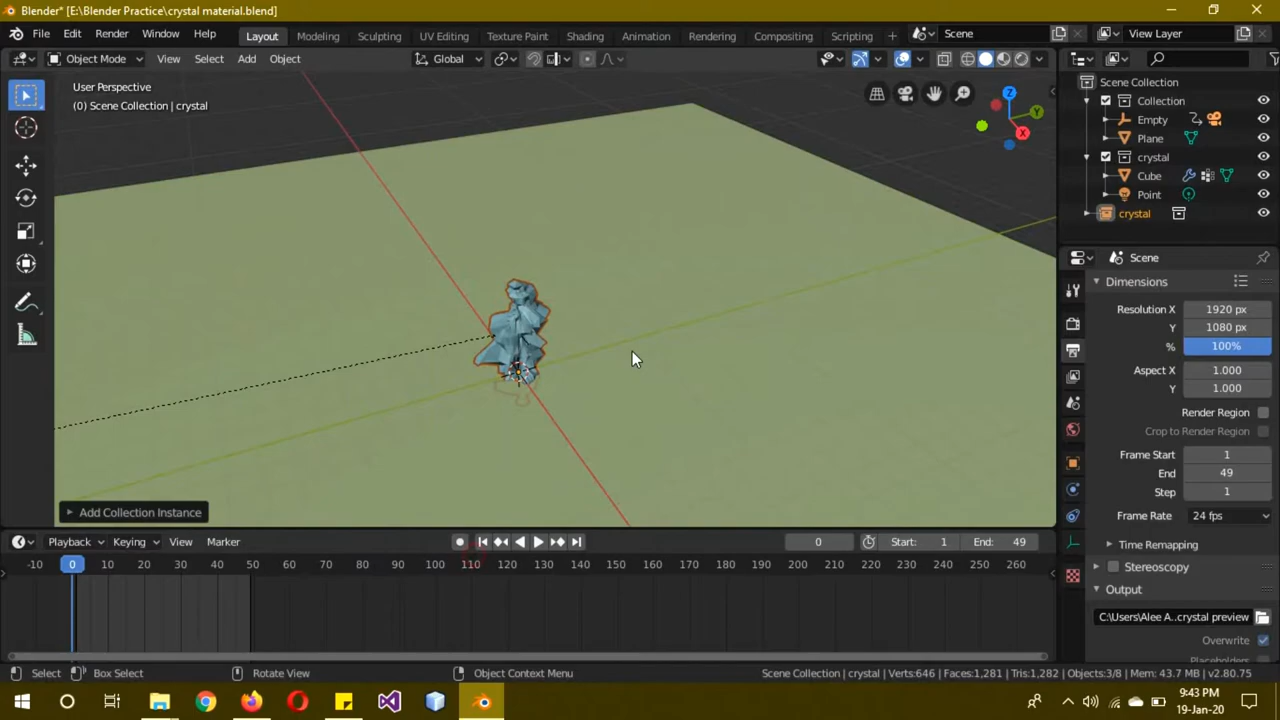 Blender* [E:\Blender Practice\crystal material.blend]
File Edit Render Window Help Layout Modeling Sculpting UV Editing Texture Paint Shading Animation Rendering Compositing Scripting + Scene View Layer
Object Mode View Select Add Object Global
User Perspective
(0) Scene Collection | crystal
Z
Y
X
Scene Collection
Collection
Empty
Plane
crystal
Cube
Point
crystal
Scene
Dimensions
Resolution X 1920 px
Y 1080 px
% 100%
Aspect X 1.000
Y 1.000
Render Region
Crop to Render Region
Frame Start 1
End 49
Step 1
Frame Rate 24 fps
Time Remapping
Stereoscopy
Output
C:\Users\Alee A..crystal preview
Overwrite
Placeholders
Add Collection Instance
Playback Keying View Marker 0 Start: 1 End: 49
-10 0 10 20 30 40 50 60 70 80 90 100 110 120 130 140 150 160 170 180 190 200 210 220 230 240 250 260
Select Box Select Rotate View Object Context Menu Scene Collection | crystal | Verts:646 | Faces:1,281 | Tris:1,282 | Objects:3/8 | Mem: 43.7 MB | v2.80.75
9:43 PM
19-Jan-20